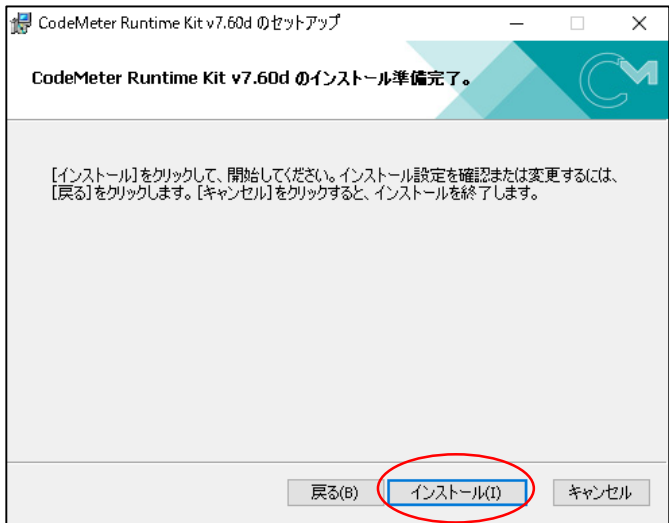 CodeMeter Runtime Kit v7.60d のセットアップ
CodeMeter Runtime Kit v7.60d のインストール準備完了。
[インストール]をクリックして、開始してください。インストール設定を確認または変更するには、
[戻る]をクリックします。[キャンセル]をクリックすると、インストールを終了します。
戻る(B) インストール(I) キャンセル